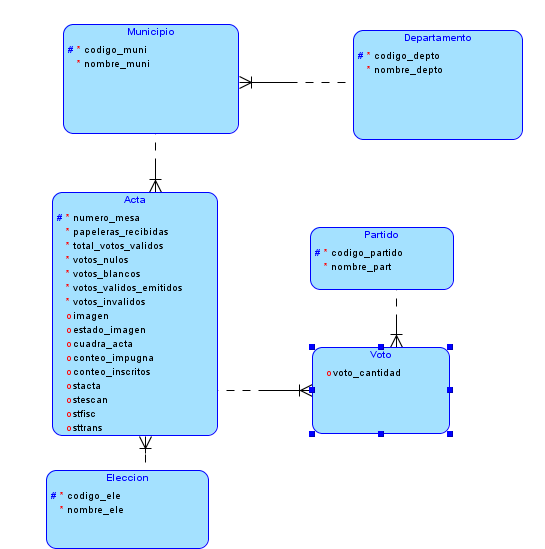 Municipio
# * codigo_muni
* nombre_muni
Departamento
# * codigo_depto
* nombre_depto
Acta
# * numero_mesa
* papeleras_recibidas
* total_votos_validos
* votos_nulos
* votos_blancos
* votos_validos_emitidos
* votos_invalidos
o imagen
o estado_imagen
o cuadra_acta
o conteo_impugna
o conteo_inscritos
o stacta
o stescan
o stfisc
o sttrans
Partido
# * codigo_partido
* nombre_part
Voto
o voto_cantidad
Eleccion
# * codigo_ele
* nombre_ele